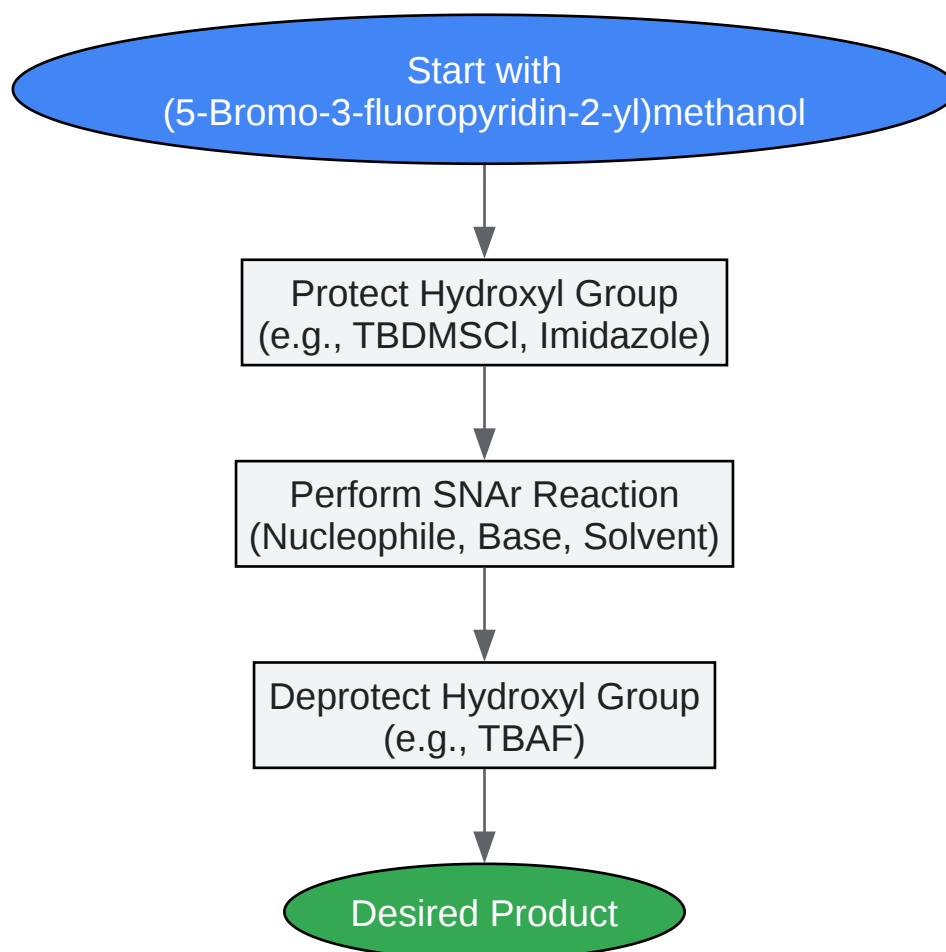 Start with
(5-Bromo-3-fluoropyridin-2-yl)methanol
Protect Hydroxyl Group
(e.g., TBDMSCl, Imidazole)
Perform SNAr Reaction
(Nucleophile, Base, Solvent)
Deprotect Hydroxyl Group
(e.g., TBAF)
Desired Product